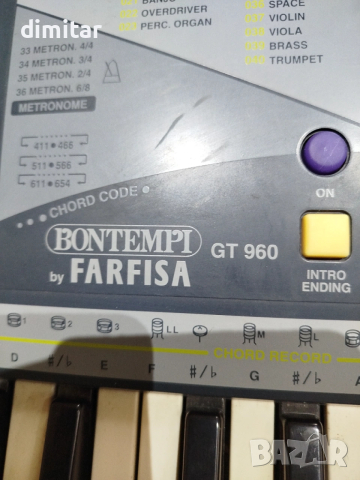 dimitar
BANJO
OVERDRIVER
PERC. ORGAN
SPACE
037 VIOLIN
VIOLA
BRASS
TRUMPET
33 METRON. 4/4
34 METRON. 3/4
35 METRON. 2/4
36 METRON. 6/8
METRONOME
411●466
511●566
611●654
CHORD CODE
ON
BONTEMPI
by FARFISA
GT 960
INTRO
ENDING
1 2 3 LL M L
CHORD RECORD
D #/b E F #/b G #/b A
BAZAR